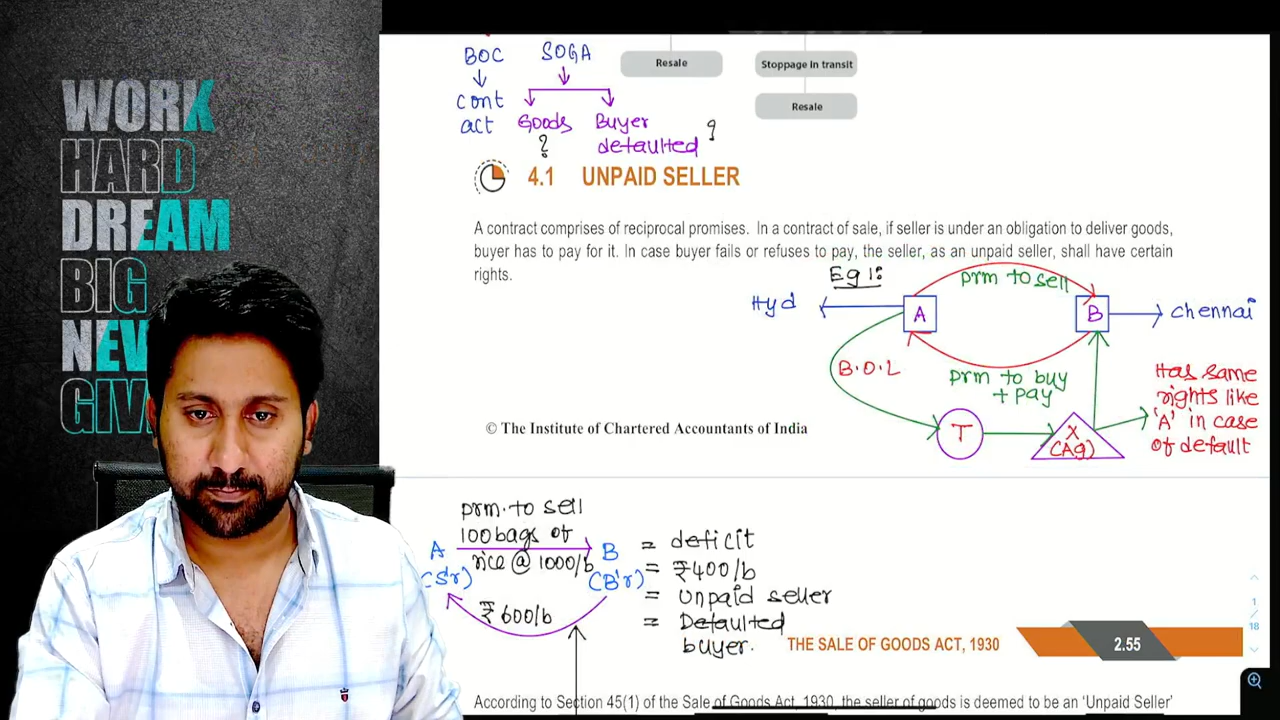 WORK
HARD
DREAM
BIG
NEV
GIV
BOC
SOGA
Resale
Stoppage in transit
Resale
cont
act
Goods
?
Buyer
defaulted
?
4.1 UNPAID SELLER
A contract comprises of reciprocal promises. In a contract of sale, if seller is under an obligation to deliver goods,
buyer has to pay for it. In case buyer fails or refuses to pay, the seller, as an unpaid seller, shall have certain
rights.
Eg 1:
prm to sell
Hyd
A
B
chennai
B.O.L
prm to buy
+ pay
Has same
rights like
'A' in case
of default
T
X
(Ag)
© The Institute of Chartered Accountants of India
prm. to sell
100 bags of
rice @ 1000/b
A
(S'r)
B
(B'r)
= deficit
= ₹400/b
= Unpaid seller
= Defaulted
buyer.
₹600/b
THE SALE OF GOODS ACT, 1930
2.55
1
/
18
According to Section 45(1) of the Sale of Goods Act, 1930, the seller of goods is deemed to be an 'Unpaid Seller'